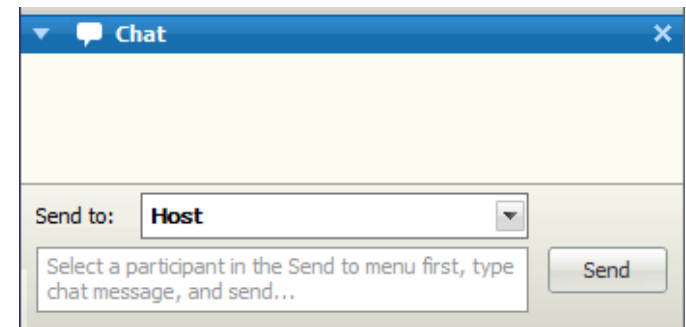 Chat
Send to: Host
Select a participant in the Send to menu first, type
chat message, and send...
Send